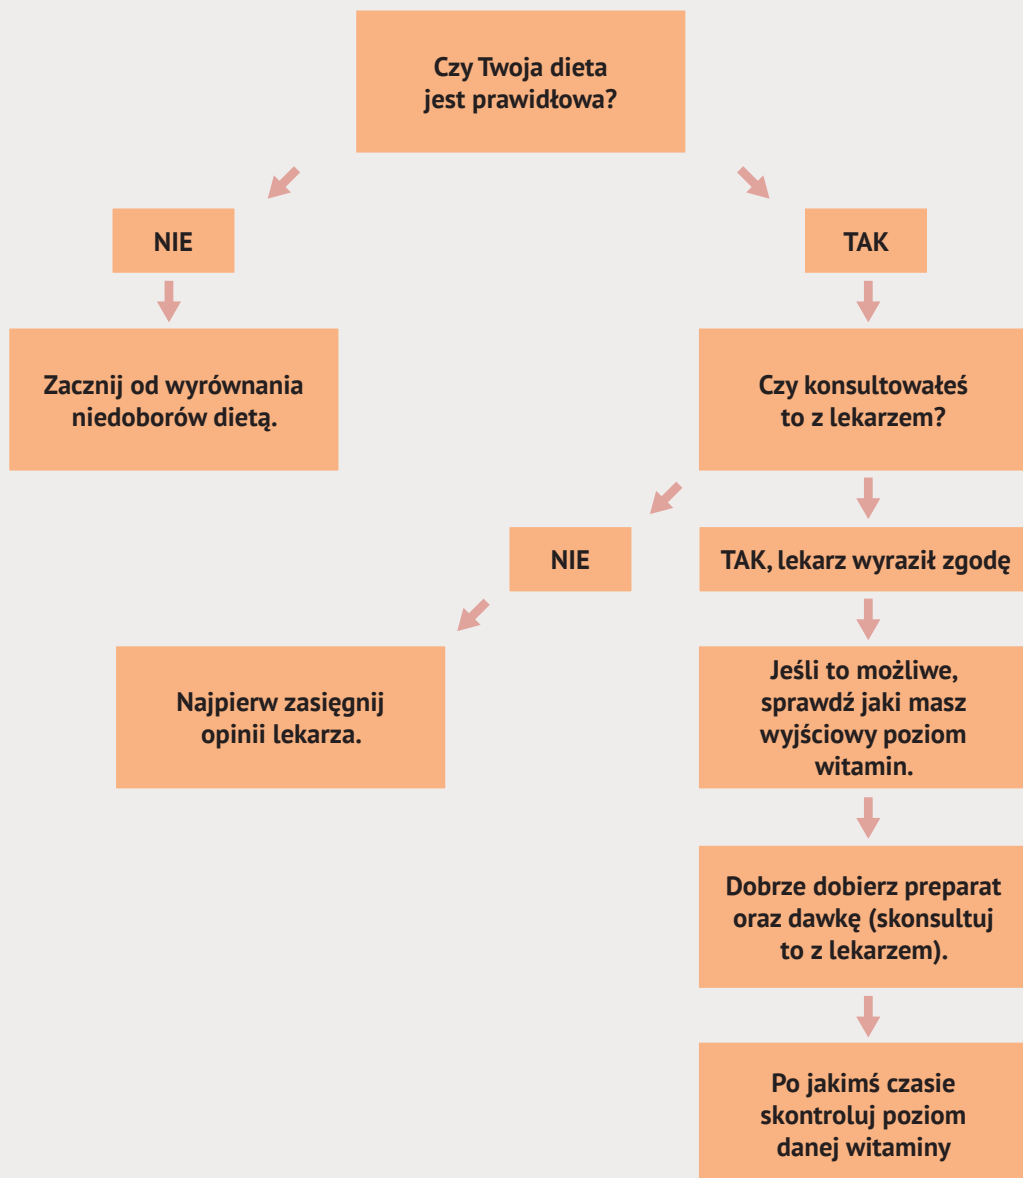 Czy Twoja dieta
jest prawidłowa?
NIE
TAK
Zacznij od wyrównania
niedoborów dietą.
Czy konsultowałeś
to z lekarzem?
NIE
TAK, lekarz wyraził zgodę
Najpierw zasięgnij
opinii lekarza.
Jeśli to możliwe,
sprawdź jaki masz
wyjściowy poziom
witamin.
Dobrze dobierz preparat
oraz dawkę (skonsultuj
to z lekarzem).
Po jakimś czasie
skontroluj poziom
danej witaminy